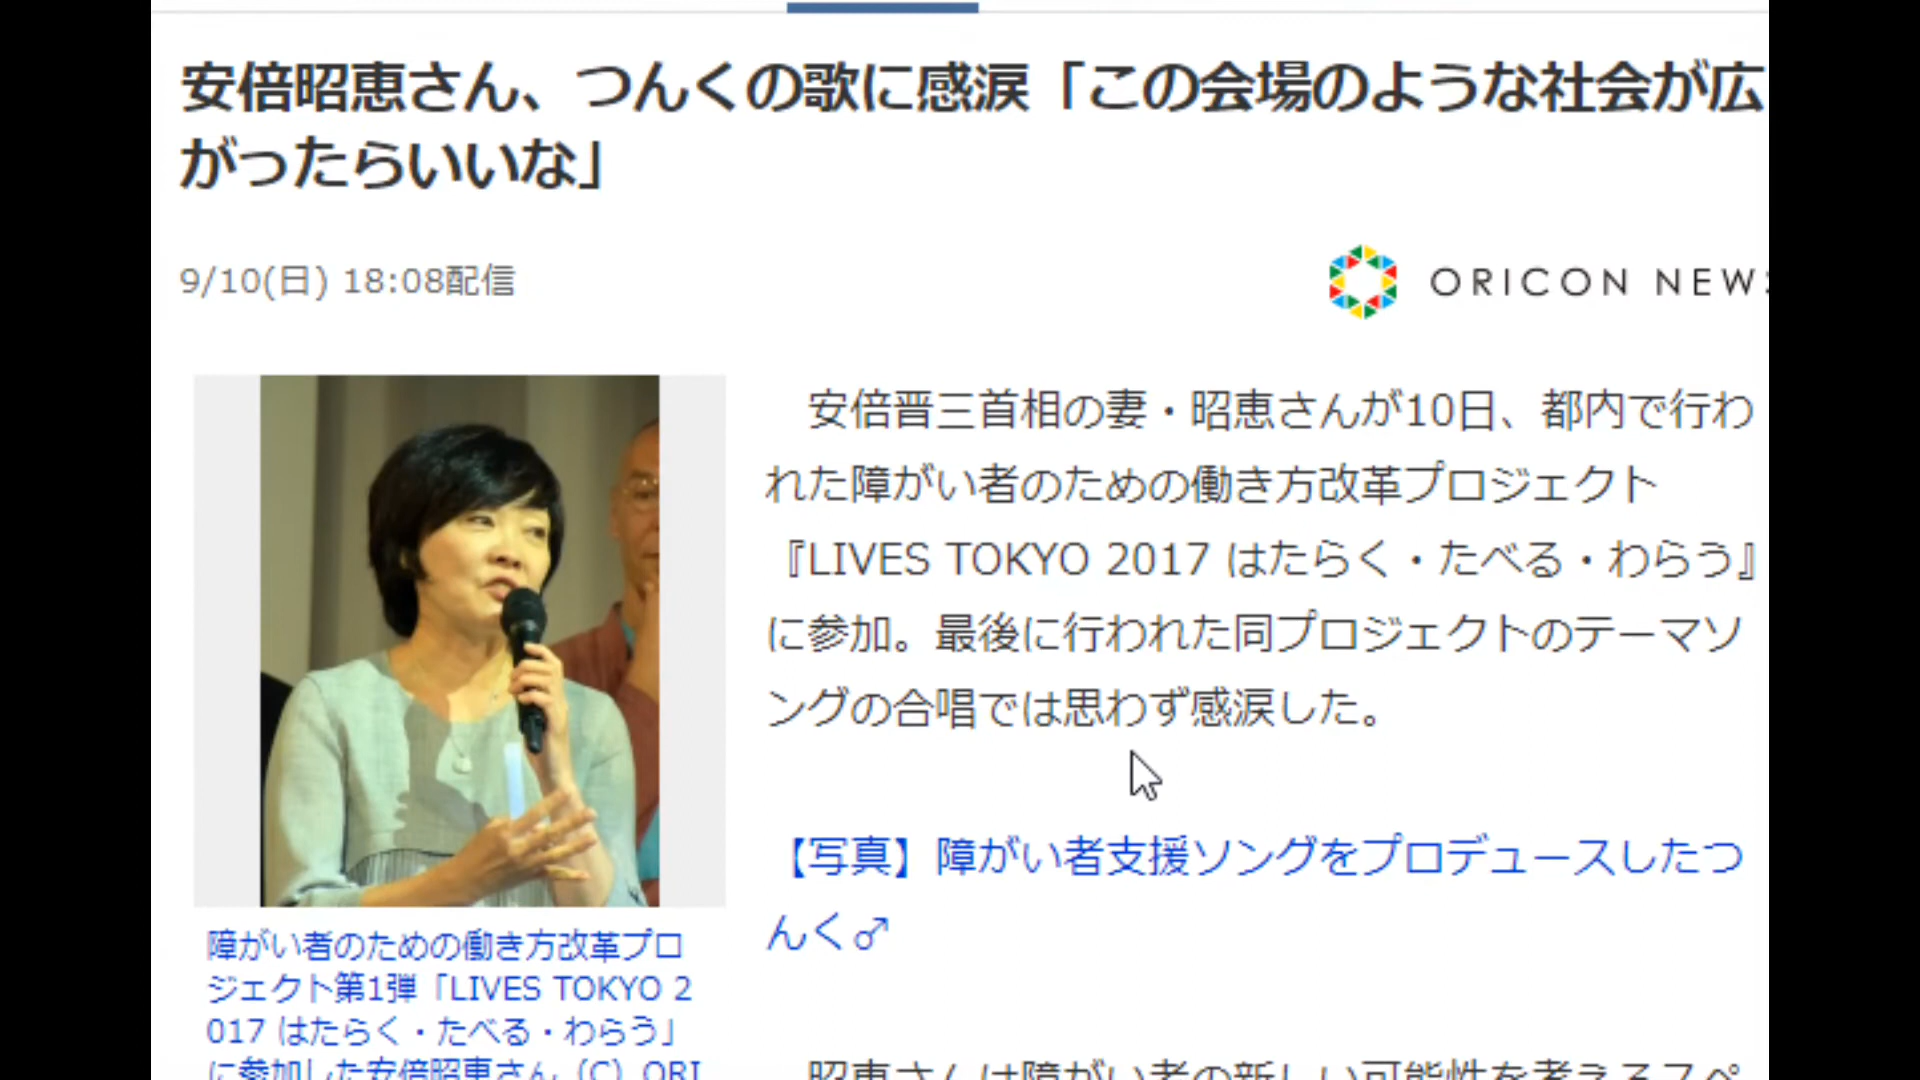 安倍昭恵さん、つんくの歌に感涙「この会場のような社会が広
がったらいいな」
9/10(日) 18:08配信
ORICON NEWS
安倍晋三首相の妻・昭恵さんが10日、都内で行わ
れた障がい者のための働き方改革プロジェクト
『LIVES TOKYO 2017 はたらく・たべる・わらう』
に参加。最後に行われた同プロジェクトのテーマソ
ングの合唱では思わず感涙した。
【写真】障がい者支援ソングをプロデュースしたつ
んく♂
昭恵さんは障がい者の新しい可能性を考えるスペ
障がい者のための働き方改革プロ
ジェクト第1弾「LIVES TOKYO 2
017 はたらく・たべる・わらう」
に参加した安倍昭恵さん（C）ORI